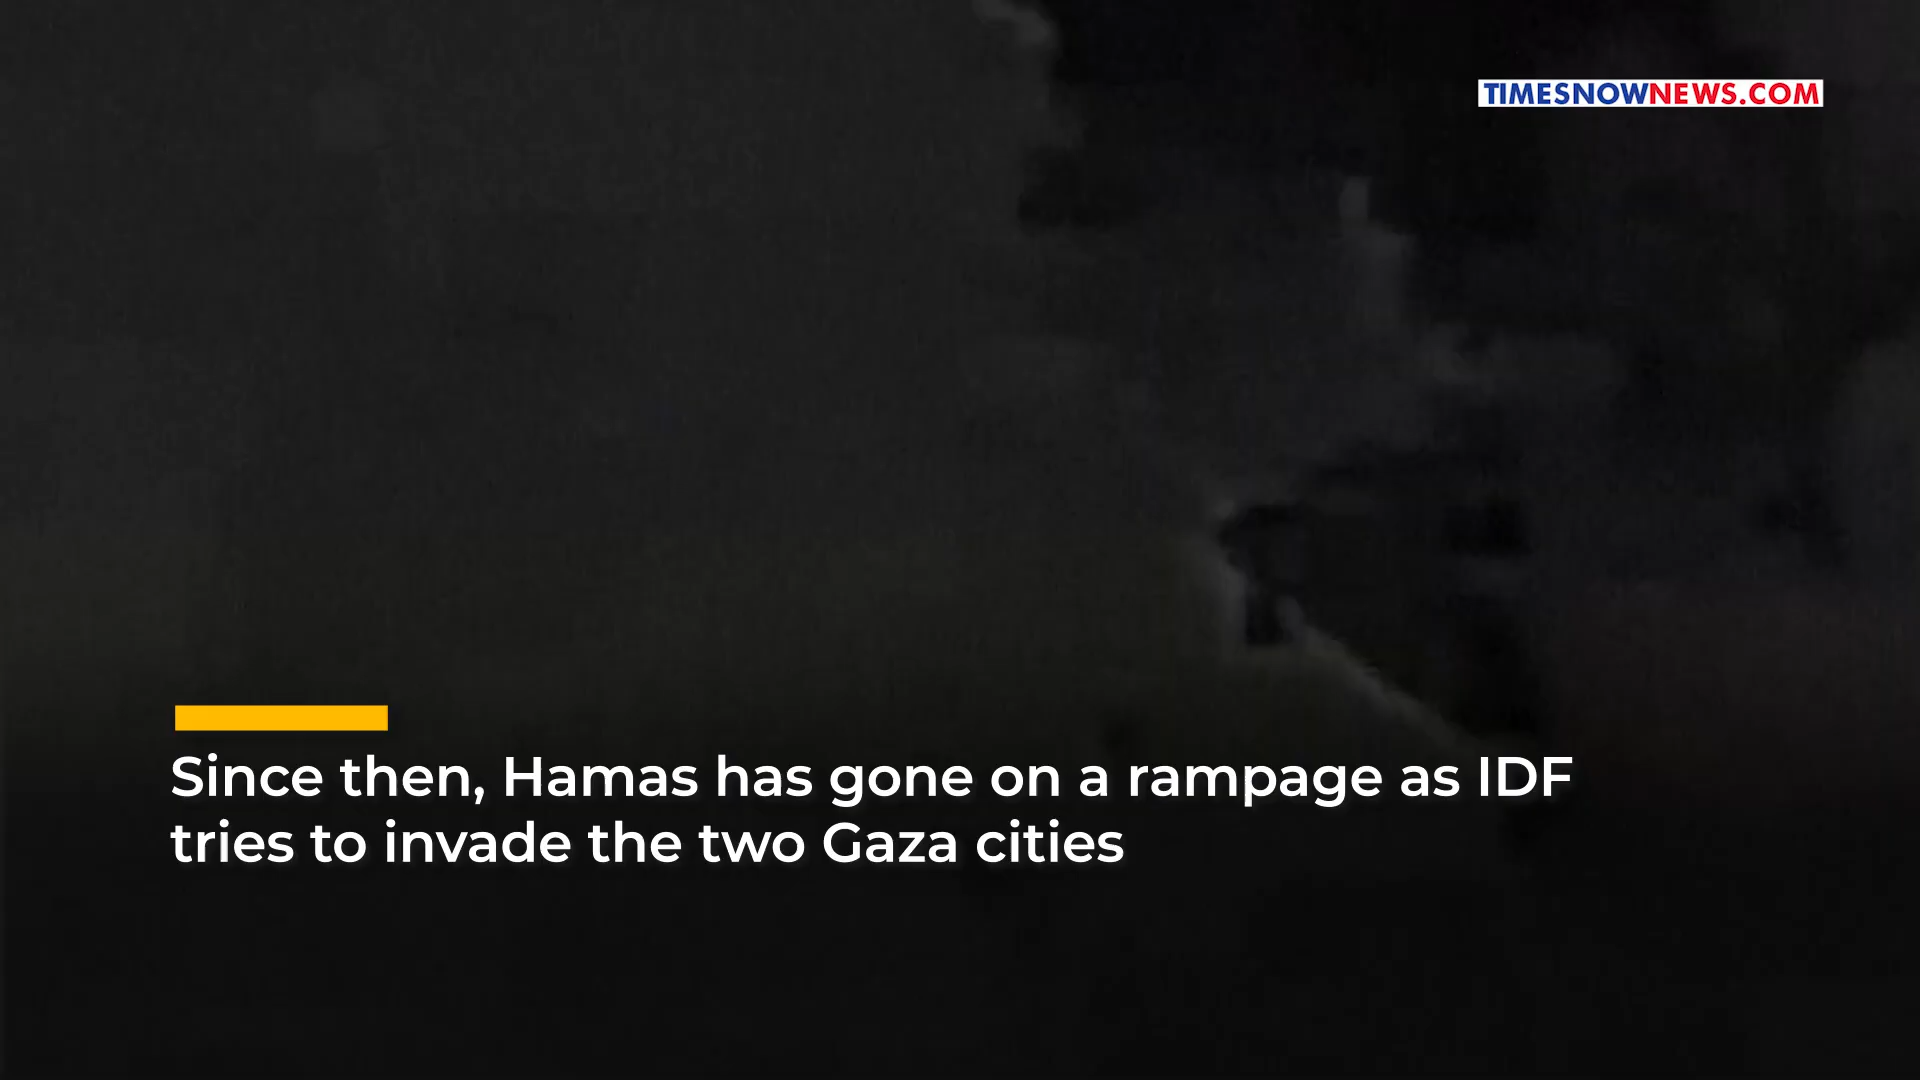 TIMESNOWNEWS.COM
Since then, Hamas has gone on a rampage as IDF
tries to invade the two Gaza cities